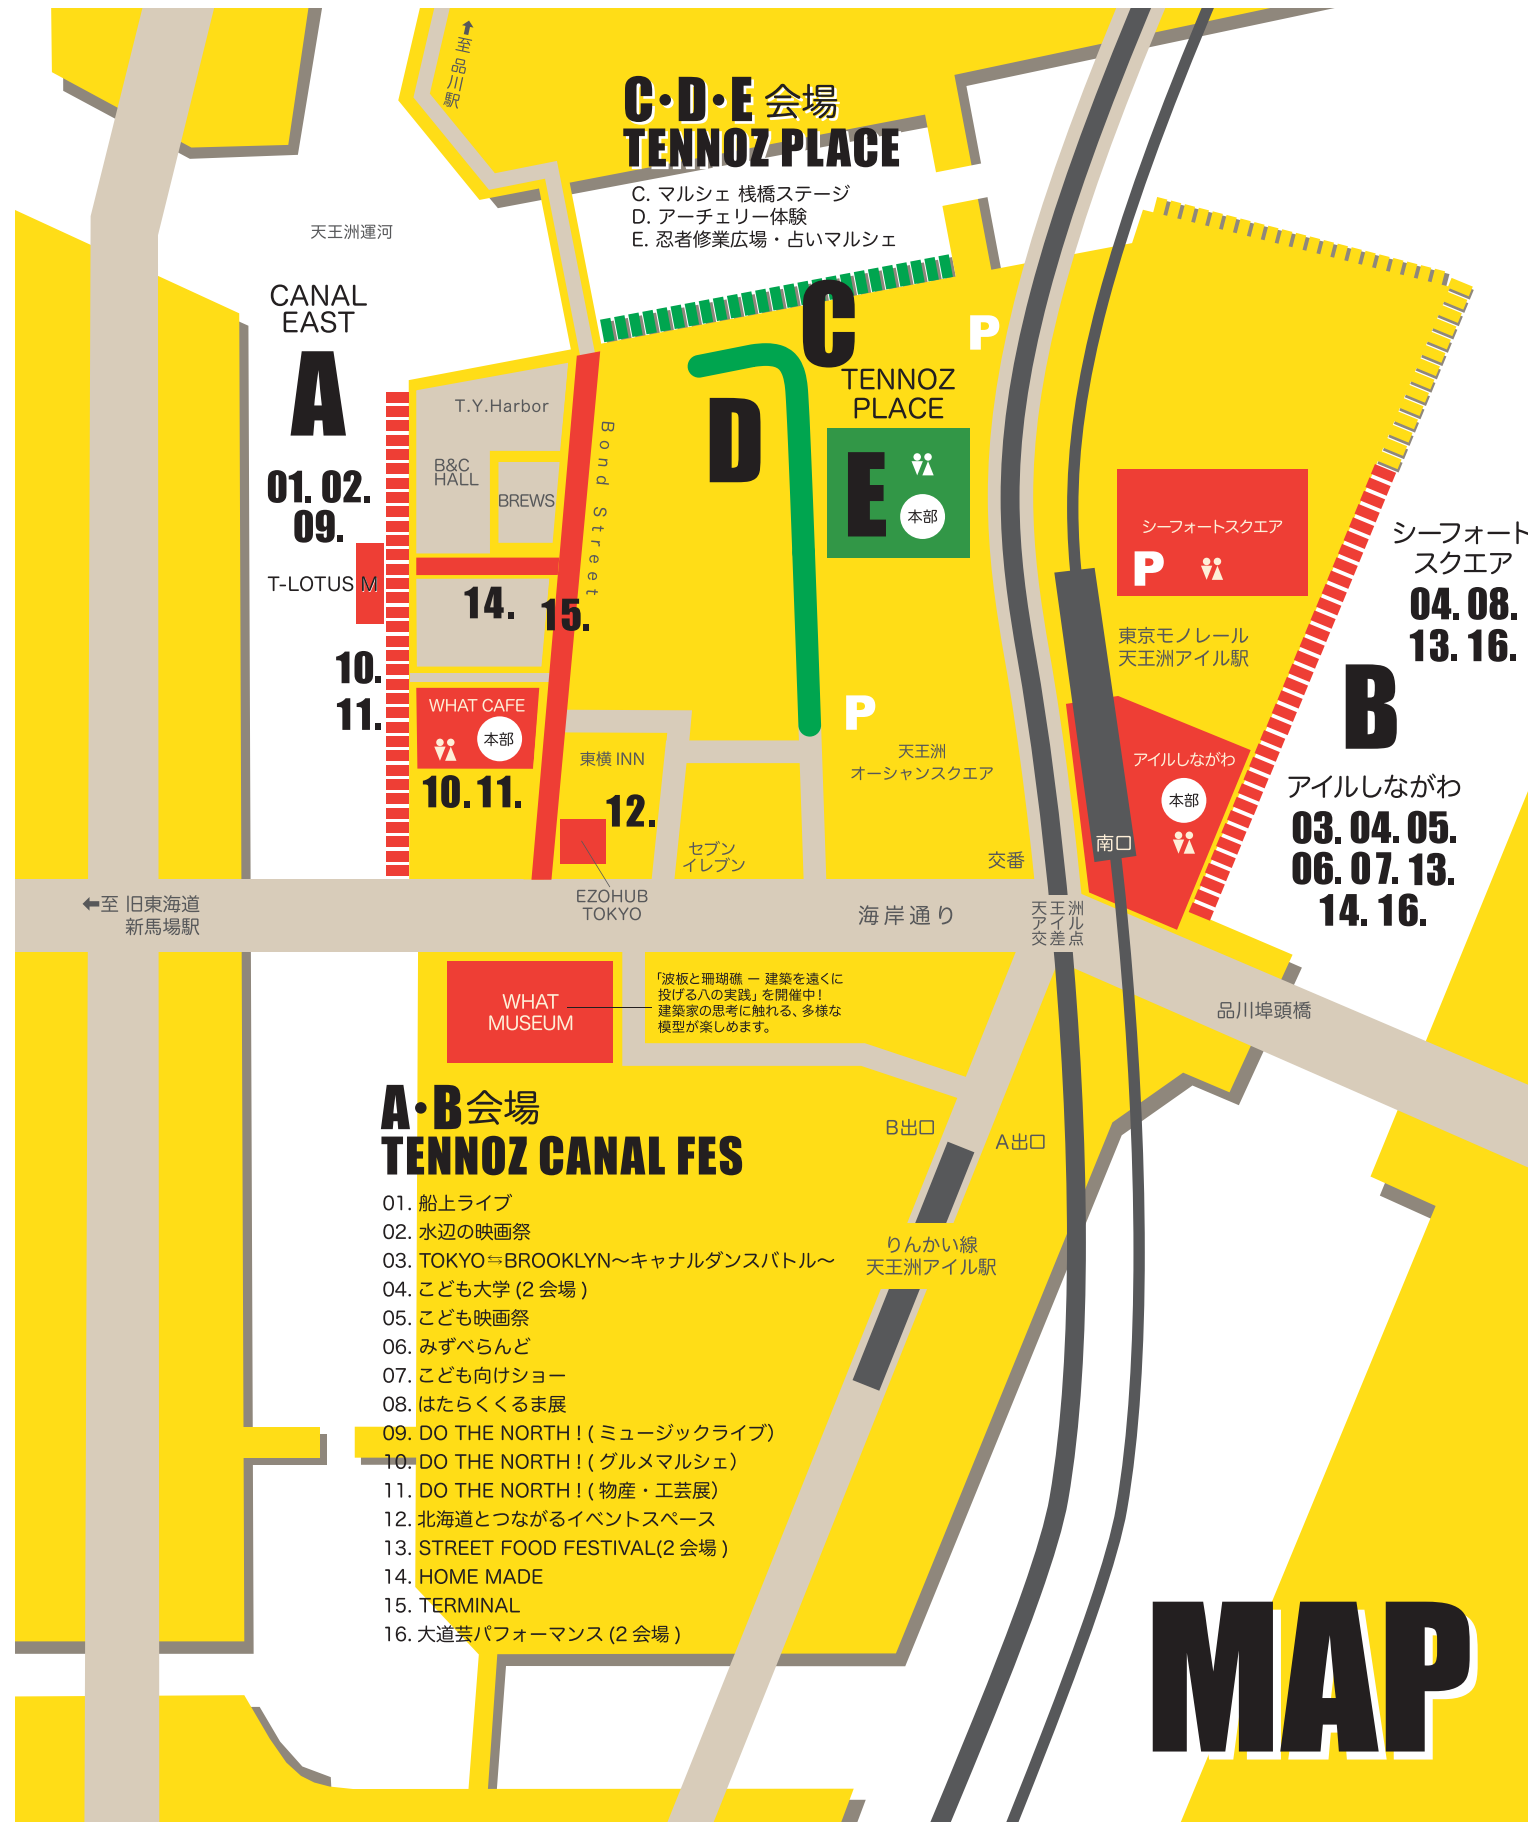 至 品川駅
C・D・E 会場
TENNOZ PLACE
C. マルシェ 桟橋ステージ
D. アーチェリー体験
E. 忍者修業広場・占いマルシェ
天王洲運河
CANAL
EAST
A
01. 02.
09.
T-LOTUS M
10.
11.
T.Y.Harbor
B&C
HALL
BREWS
Bond Street
14.
15.
WHAT CAFE
本部
10. 11.
東横 INN
12.
EZOHUB
TOKYO
セブン
イレブン
C
D
TENNOZ
PLACE
E
本部
P
P
天王洲
オーシャンスクエア
交番
シーフォートスクエア
P
東京モノレール
天王洲アイル駅
シーフォート
スクエア
04. 08.
13. 16.
B
アイルしながわ
本部
南口
アイルしながわ
03. 04. 05.
06. 07. 13.
14. 16.
至 旧東海道
新馬場駅
海岸通り
天王洲
アイル
交差点
品川埠頭橋
WHAT
MUSEUM
「波板と珊瑚礁 ー 建築を遠くに
投げる八の実践」を開催中!
建築家の思考に触れる、多様な
模型が楽しめます。
A・B会場
TENNOZ CANAL FES
01. 船上ライブ
02. 水辺の映画祭
03. TOKYO⇆BROOKLYN〜キャナルダンスバトル〜
04. こども大学 (2 会場 )
05. こども映画祭
06. みずべらんど
07. こども向けショー
08. はたらくくるま展
09. DO THE NORTH ! ( ミュージックライブ）
10. DO THE NORTH ! ( グルメマルシェ）
11. DO THE NORTH ! ( 物産・工芸展）
12. 北海道とつながるイベントスペース
13. STREET FOOD FESTIVAL(2 会場 )
14. HOME MADE
15. TERMINAL
16. 大道芸パフォーマンス (2 会場 )
B出口
A出口
りんかい線
天王洲アイル駅
MAP